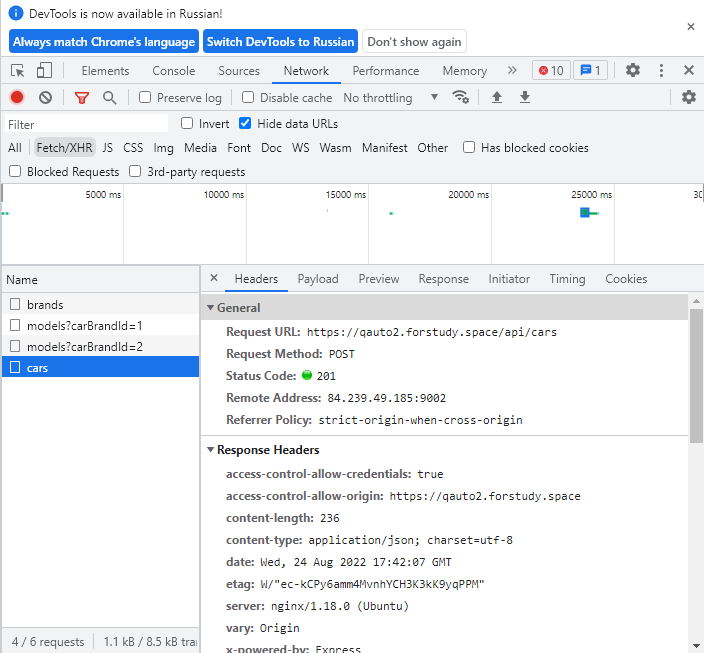 DevTools is now available in Russian!
Always match Chrome's language Switch DevTools to Russian Don't show again
Elements Console Sources Network Performance Memory 10 1
Preserve log Disable cache No throttling
Filter Invert Hide data URLs
All Fetch/XHR JS CSS Img Media Font Doc WS Wasm Manifest Other Has blocked cookies
Blocked Requests 3rd-party requests
5000 ms 10000 ms 15000 ms 20000 ms 25000 ms 30
Name
brands
models?carBrandId=1
models?carBrandId=2
cars
4 / 6 requests 1.1 kB / 8.5 kB tra
Headers Payload Preview Response Initiator Timing Cookies
General
Request URL: https://qauto2.forstudy.space/api/cars
Request Method: POST
Status Code: 201
Remote Address: 84.239.49.185:9002
Referrer Policy: strict-origin-when-cross-origin
Response Headers
access-control-allow-credentials: true
access-control-allow-origin: https://qauto2.forstudy.space
content-length: 236
content-type: application/json; charset=utf-8
date: Wed, 24 Aug 2022 17:42:07 GMT
etag: W/"ec-kCPy6amm4MvnhYCH3K3kK9yqPPM"
server: nginx/1.18.0 (Ubuntu)
vary: Origin
x-powered-by: Express